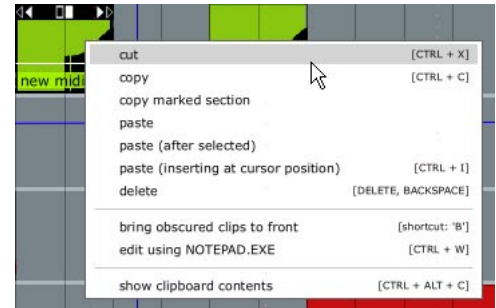 new midi
cut [CTRL + X]
copy [CTRL + C]
copy marked section
paste
paste (after selected)
paste (inserting at cursor position) [CTRL + I]
delete [DELETE, BACKSPACE]
bring obscured clips to front [shortcut: 'B']
edit using NOTEPAD.EXE [CTRL + W]
show clipboard contents [CTRL + ALT + C]